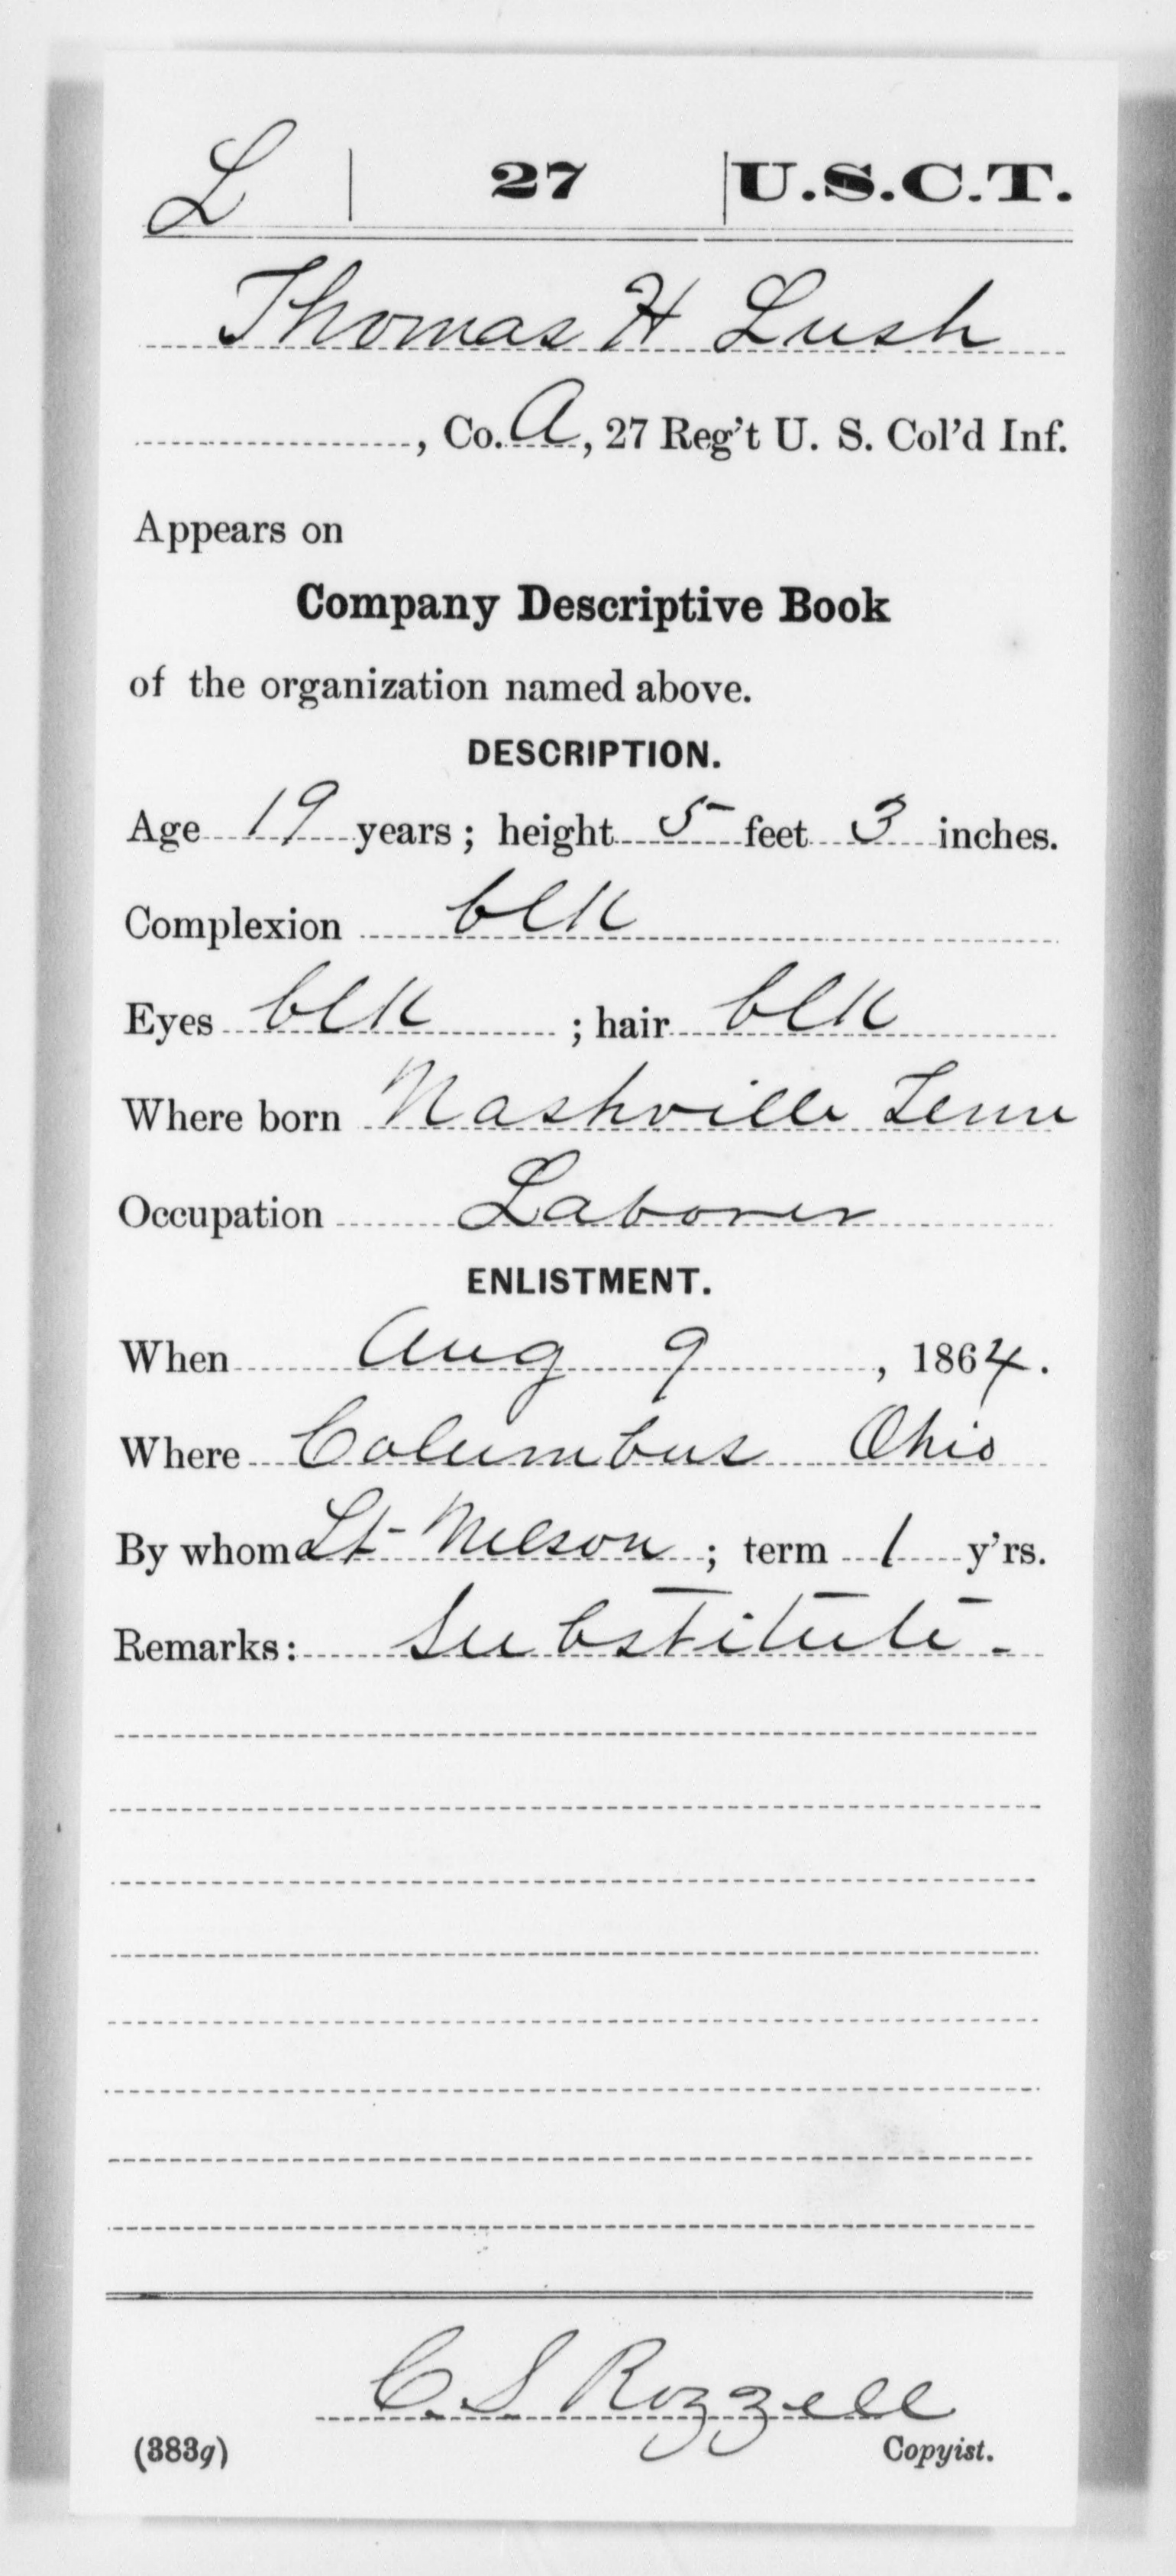 L | 27 | U.S.C.T.
Thomas H Lush
, Co. A, 27 Reg't U. S. Col'd Inf.
Appears on
Company Descriptive Book
of the organization named above.
DESCRIPTION.
Age 19 years; height 5 feet 3 inches.
Complexion blk
Eyes blk ; hair blk
Where born Nashville Tenn
Occupation Laborer
ENLISTMENT.
When Aug 9 , 1864.
Where Columbus Ohio
By whom Lt Nelson ; term 1 y'rs.
Remarks: Substitute.
C. S. Rozzell
(383g) Copyist.